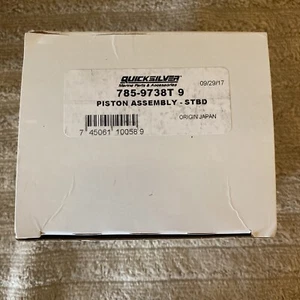 QUICKSILVER
Marine Parts & Accessories
09/29/17
785-9738T 9
PISTON ASSEMBLY - STBD
ORIGIN JAPAN
7 45061 10058 9